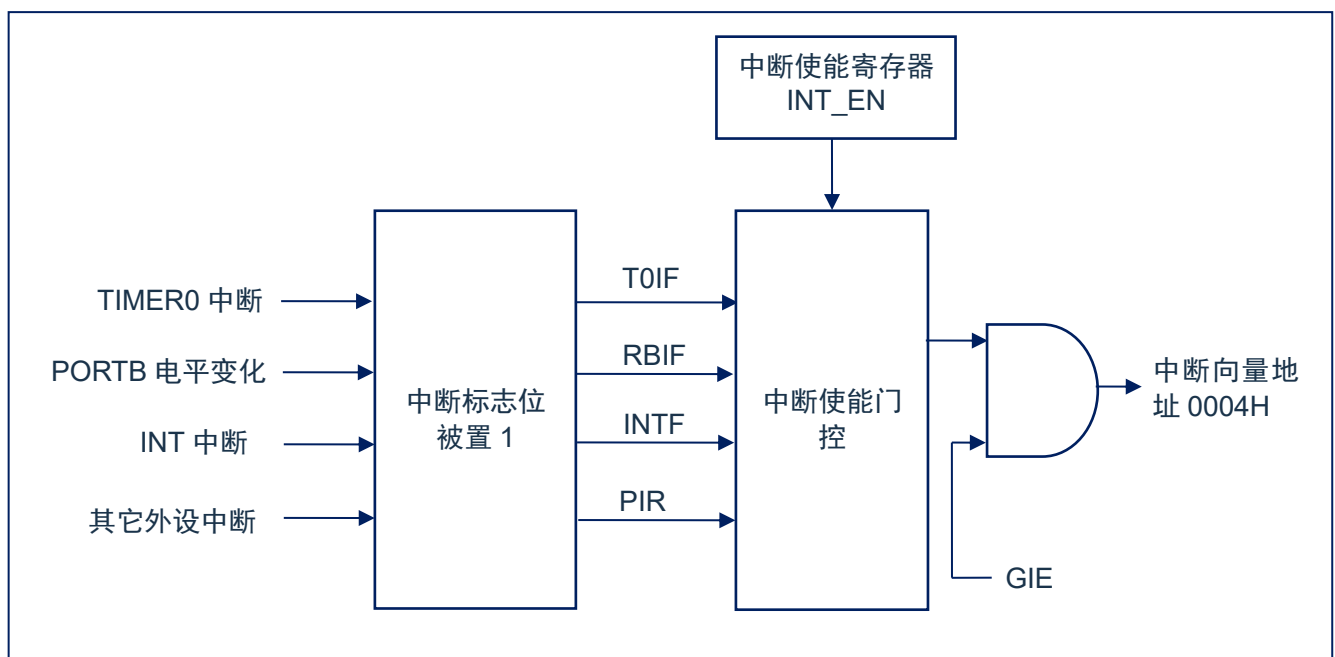 中断使能寄存器
INT_EN
TIMER0 中断
PORTB 电平变化
INT 中断
其它外设中断
中断标志位
被置 1
T0IF
RBIF
INTF
PIR
中断使能门
控
GIE
中断向量地
址 0004H